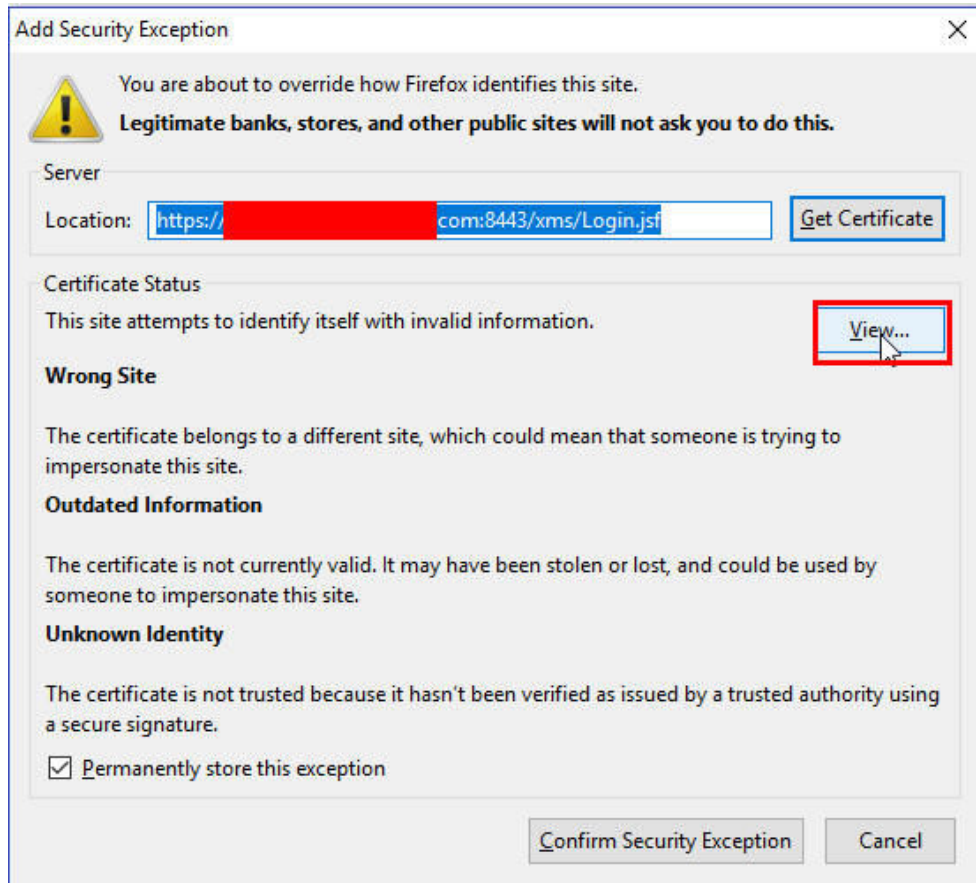 Add Security Exception
You are about to override how Firefox identifies this site.
Legitimate banks, stores, and other public sites will not ask you to do this.
Server
Location: https:// com:8443/xms/Login.jsf Get Certificate
Certificate Status
This site attempts to identify itself with invalid information.
View...
Wrong Site
The certificate belongs to a different site, which could mean that someone is trying to
impersonate this site.
Outdated Information
The certificate is not currently valid. It may have been stolen or lost, and could be used by
someone to impersonate this site.
Unknown Identity
The certificate is not trusted because it hasn't been verified as issued by a trusted authority using
a secure signature.
Permanently store this exception
Confirm Security Exception Cancel